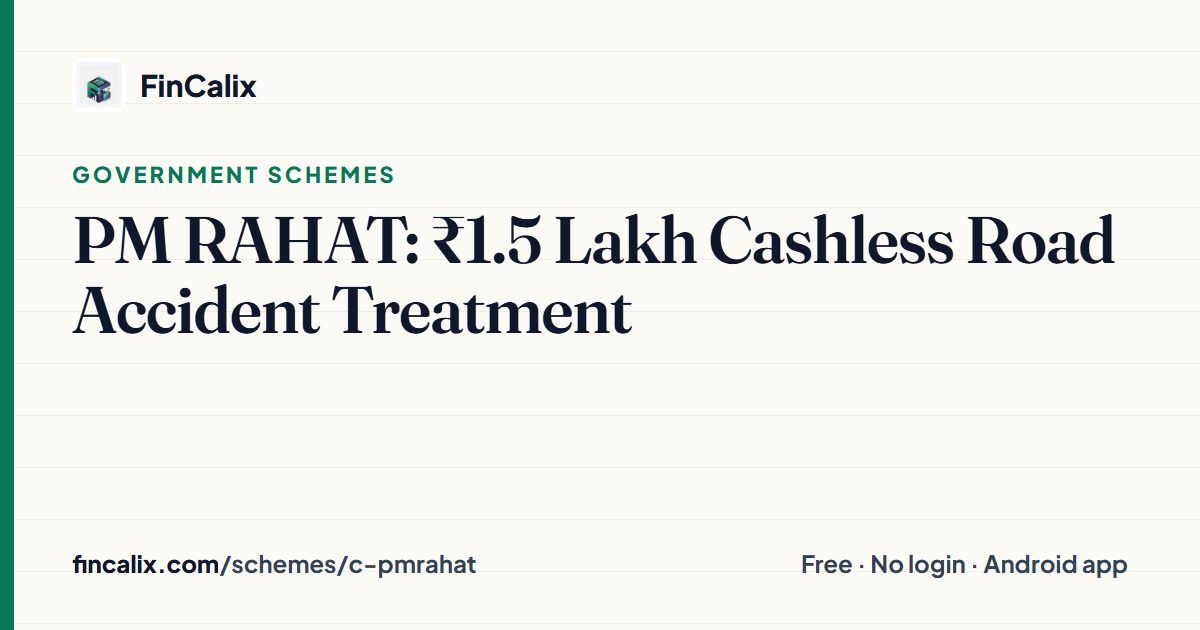 FinCalix
GOVERNMENT SCHEMES
PM RAHAT: ₹1.5 Lakh Cashless Road
Accident Treatment
fincalix.com/schemes/c-pmrahat
Free · No login · Android app